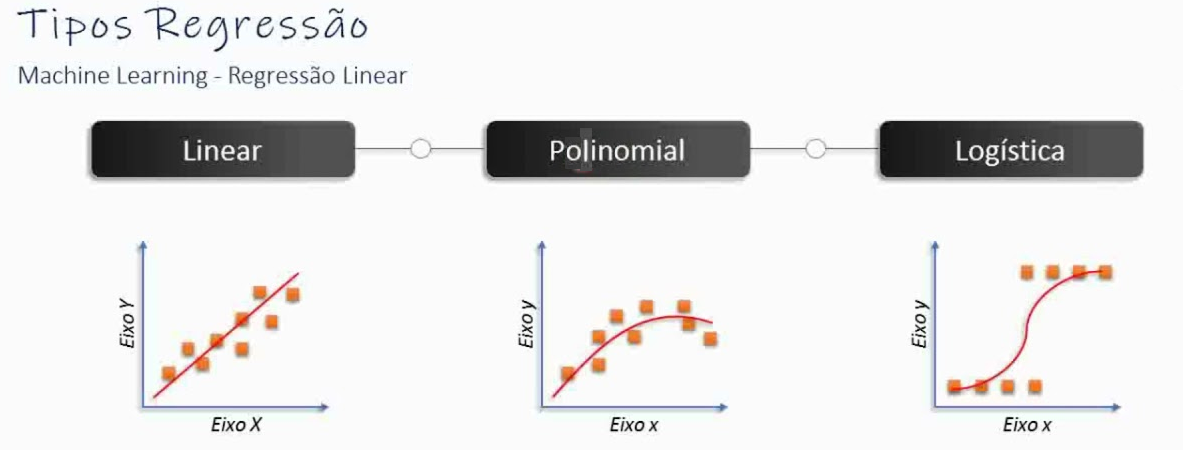 Tipos Regressão
Machine Learning - Regressão Linear
Linear
Polinomial
Logística
Eixo Y
Eixo X
Eixo y
Eixo x
Eixo y
Eixo x